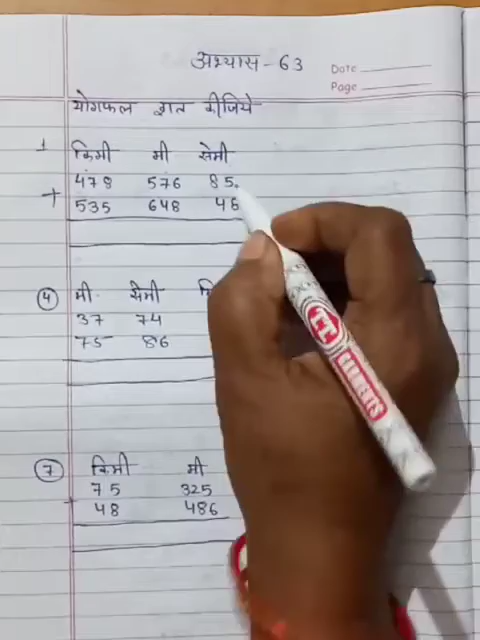 अभ्यास - 63
Date
Page
योगफल ज्ञात कीजिये
1 किमी मी सेमी
478 576 85
+ 535 648 48
4 मी. सेमी
37 74
75 86
7 किमी मी
75 325
+ 48 486